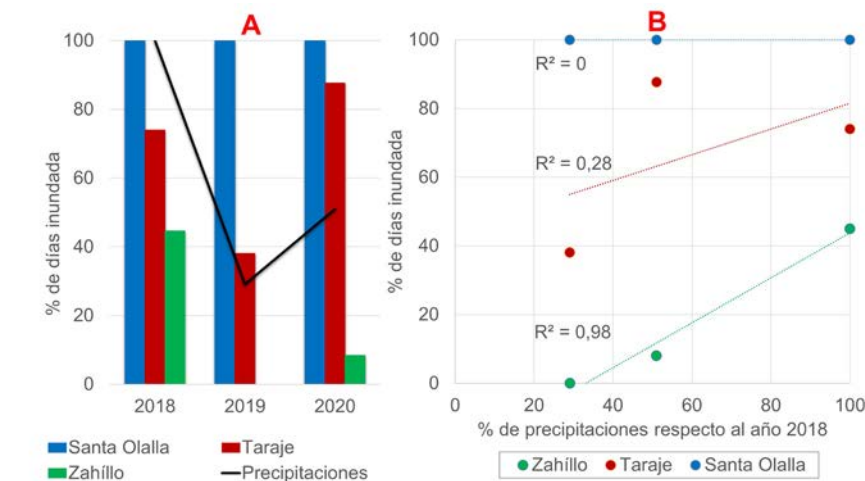 A
% de días inundada
100
80
60
40
20
0
2018 2019 2020
Santa Olalla Taraje
Zahíllo Precipitaciones
B
% de días inundada
100
80
60
40
20
0
R² = 0
R² = 0,28
R² = 0,98
0 20 40 60 80 100
% de precipitaciones respecto al año 2018
Zahíllo Taraje Santa Olalla